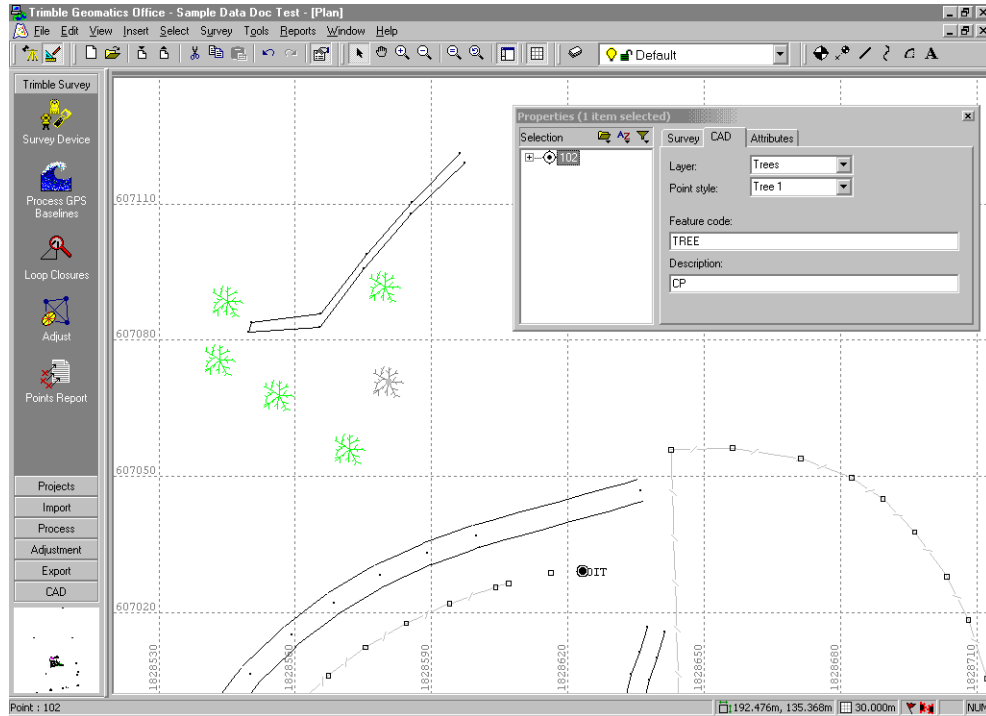 Trimble Geomatics Office - Sample Data Doc Test - [Plan]
File Edit View Insert Select Survey Tools Reports Window Help
Default
A
Trimble Survey
Survey Device
Process GPS
Baselines
Loop Closures
Adjust
Points Report
Projects
Import
Process
Adjustment
Export
CAD
Properties (1 item selected)
Selection
102
Survey CAD Attributes
Layer: Trees
Point style: Tree 1
Feature code:
TREE
Description:
CP
607110
607080
607050
607020
OIT
1828530
1828560
1828590
1828620
1828650
1828680
1828710
Point : 102
192.476m, 135.368m 30.000m NUM